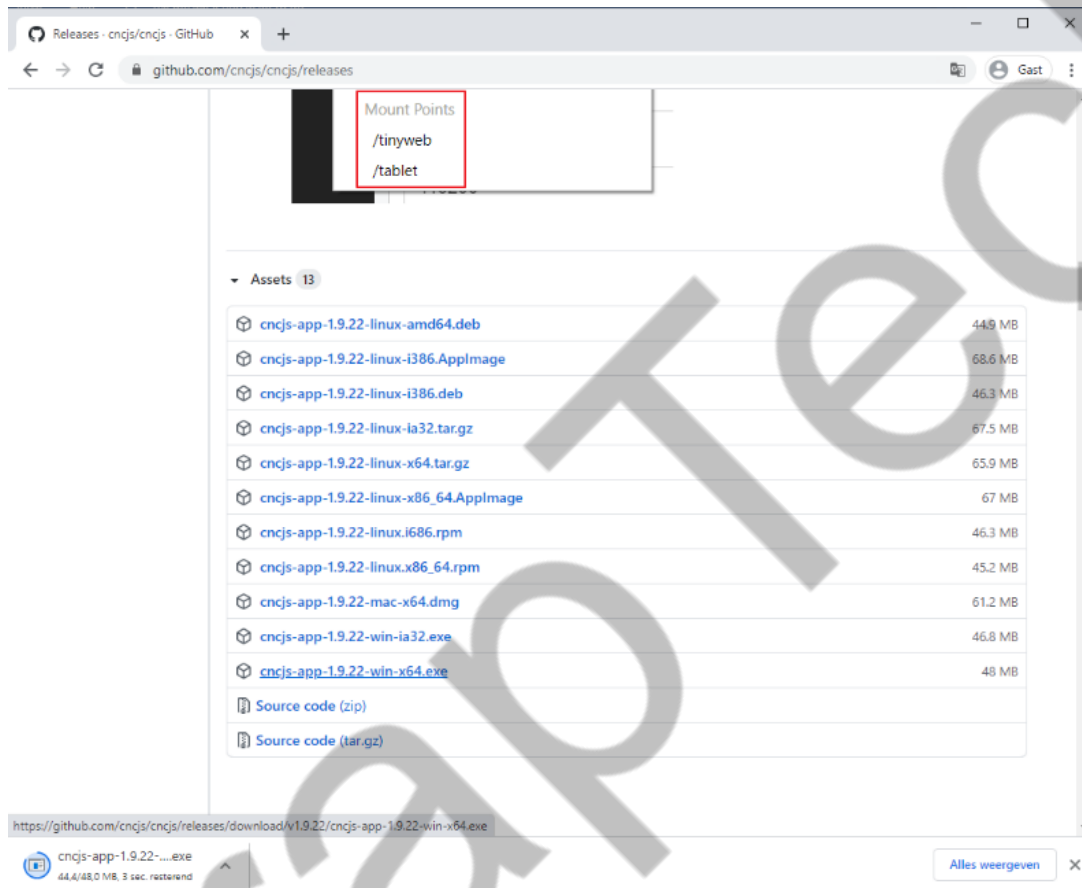 Releases · cncjs/cncjs · GitHub
github.com/cncjs/cncjs/releases
Gast
Mount Points
/tinyweb
/tablet
Assets 13
cncjs-app-1.9.22-linux-amd64.deb 44.9 MB
cncjs-app-1.9.22-linux-i386.AppImage 68.6 MB
cncjs-app-1.9.22-linux-i386.deb 46.3 MB
cncjs-app-1.9.22-linux-ia32.tar.gz 67.5 MB
cncjs-app-1.9.22-linux-x64.tar.gz 65.9 MB
cncjs-app-1.9.22-linux-x86_64.AppImage 67 MB
cncjs-app-1.9.22-linux.i686.rpm 46.3 MB
cncjs-app-1.9.22-linux.x86_64.rpm 45.2 MB
cncjs-app-1.9.22-mac-x64.dmg 61.2 MB
cncjs-app-1.9.22-win-ia32.exe 46.8 MB
cncjs-app-1.9.22-win-x64.exe 48 MB
Source code (zip)
Source code (tar.gz)
https://github.com/cncjs/cncjs/releases/download/v1.9.22/cncjs-app-1.9.22-win-x64.exe
cncjs-app-1.9.22-....exe
44,4/48,0 MB, 3 sec. resterend
Alles weergeven
apTec